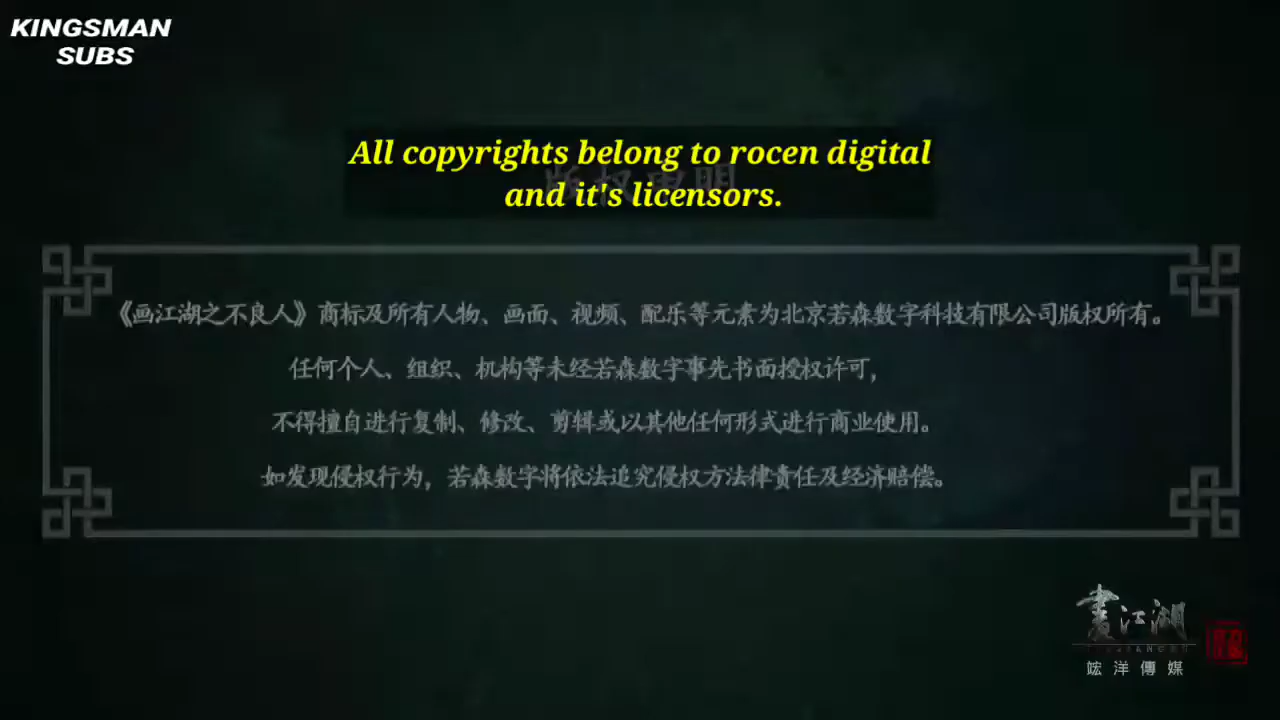 KINGSMAN
SUBS
All copyrights belong to rocen digital
and it's licensors.
版权申明
《画江湖之不良人》商标及所有人物、画面、视频、配乐等元素为北京若森数字科技有限公司版权所有。
任何个人、组织、机构等未经若森数字事先书面授权许可，
不得擅自进行复制、修改、剪辑或以其他任何形式进行商业使用。
如发现侵权行为，若森数字将依法追究侵权方法律责任及经济赔偿。
畫江湖
竑洋傳媒